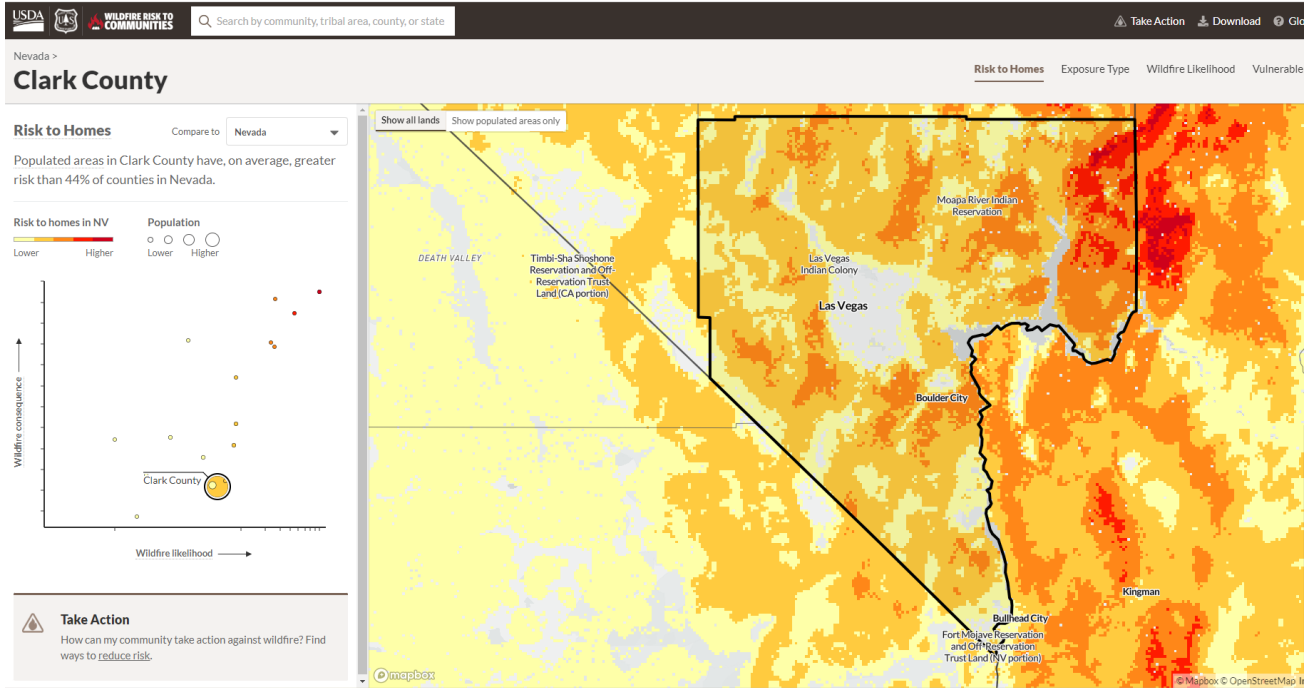 USDA
UAS
WILDFIRE RISK TO
COMMUNITIES
Search by community, tribal area, county, or state
Take Action
Download
Glo
Nevada >
Clark County
Risk to Homes
Exposure Type
Wildfire Likelihood
Vulnerable
Risk to Homes
Compare to
Nevada
Populated areas in Clark County have, on average, greater
risk than 44% of counties in Nevada.
Risk to homes in NV
Population
Lower
Higher
Lower
Higher
Wildfire consequence
Clark County
Wildfire likelihood
Take Action
How can my community take action against wildfire? Find
ways to reduce risk.
Show all lands
Show populated areas only
DEATH VALLEY
Timbi-Sha Shoshone
Reservation and Off-
Reservation Trust
Land (CA portion)
Moapa River Indian
Reservation
Las Vegas
Indian Colony
Las Vegas
Boulder City
Kingman
Bullhead City
Fort Mojave Reservation
and Off-Reservation
Trust Land (NV portion)
mapbox
© Mapbox © OpenStreetMap